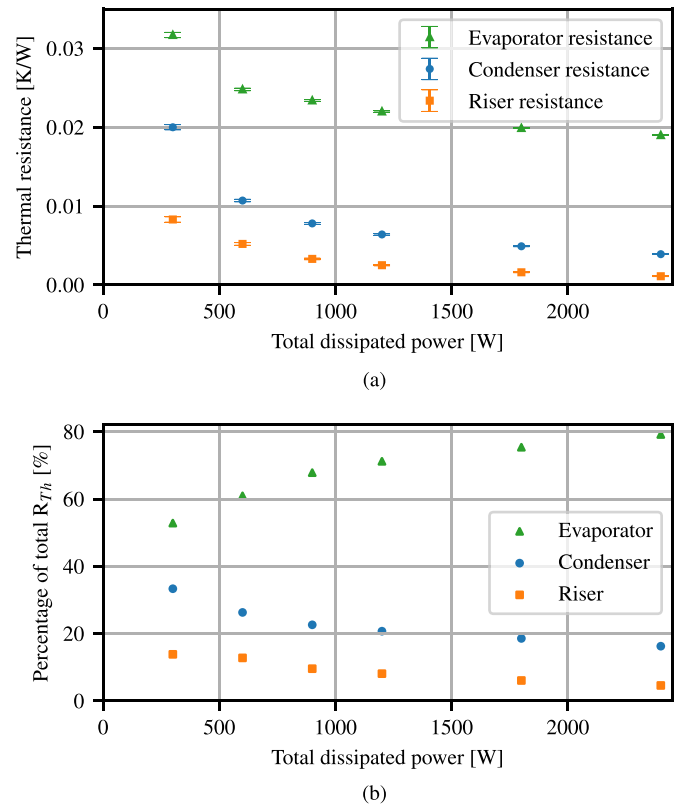 Thermal resistance [K/W]
0.03
0.02
0.01
0.00
Evaporator resistance
Condenser resistance
Riser resistance
0
500
1000
1500
2000
Total dissipated power [W]
(a)
Percentage of total R_{Th} [%]
80
60
40
20
0
Evaporator
Condenser
Riser
0
500
1000
1500
2000
Total dissipated power [W]
(b)